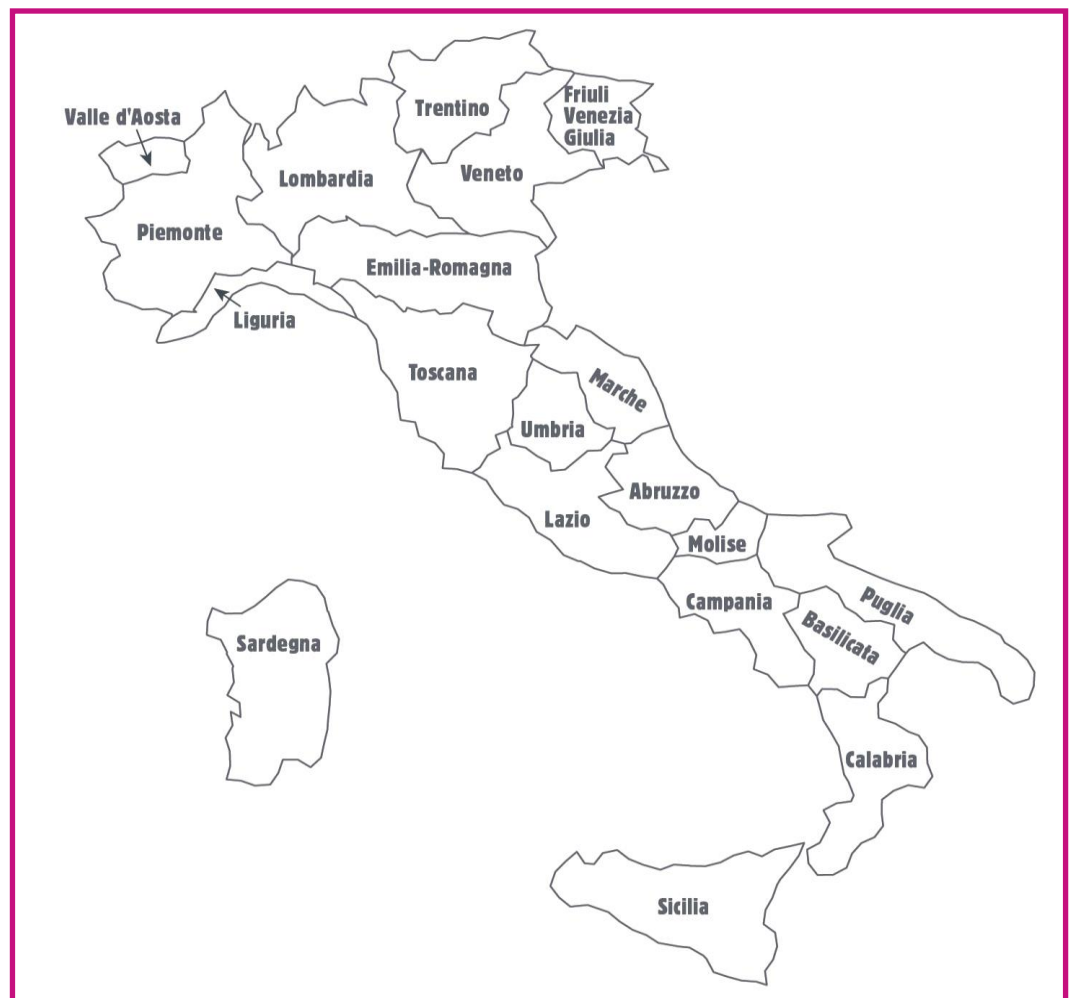 Valle d'Aosta
Trentino
Friuli
Venezia
Giulia
Lombardia
Veneto
Piemonte
Emilia-Romagna
Liguria
Toscana
Marche
Umbria
Abruzzo
Lazio
Molise
Campania
Puglia
Basilicata
Sardegna
Calabria
Sicilia